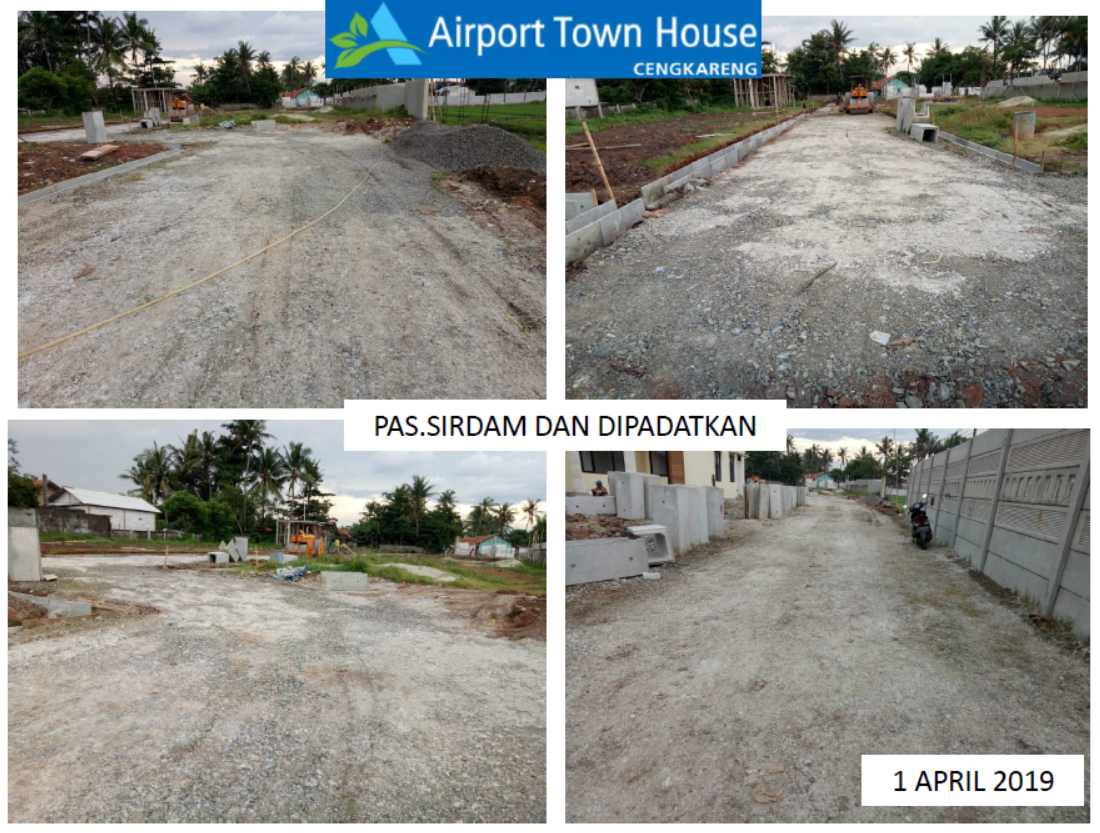 Airport Town House
CENGKARENG
PAS.SIRDAM DAN DIPADATKAN
1 APRIL 2019